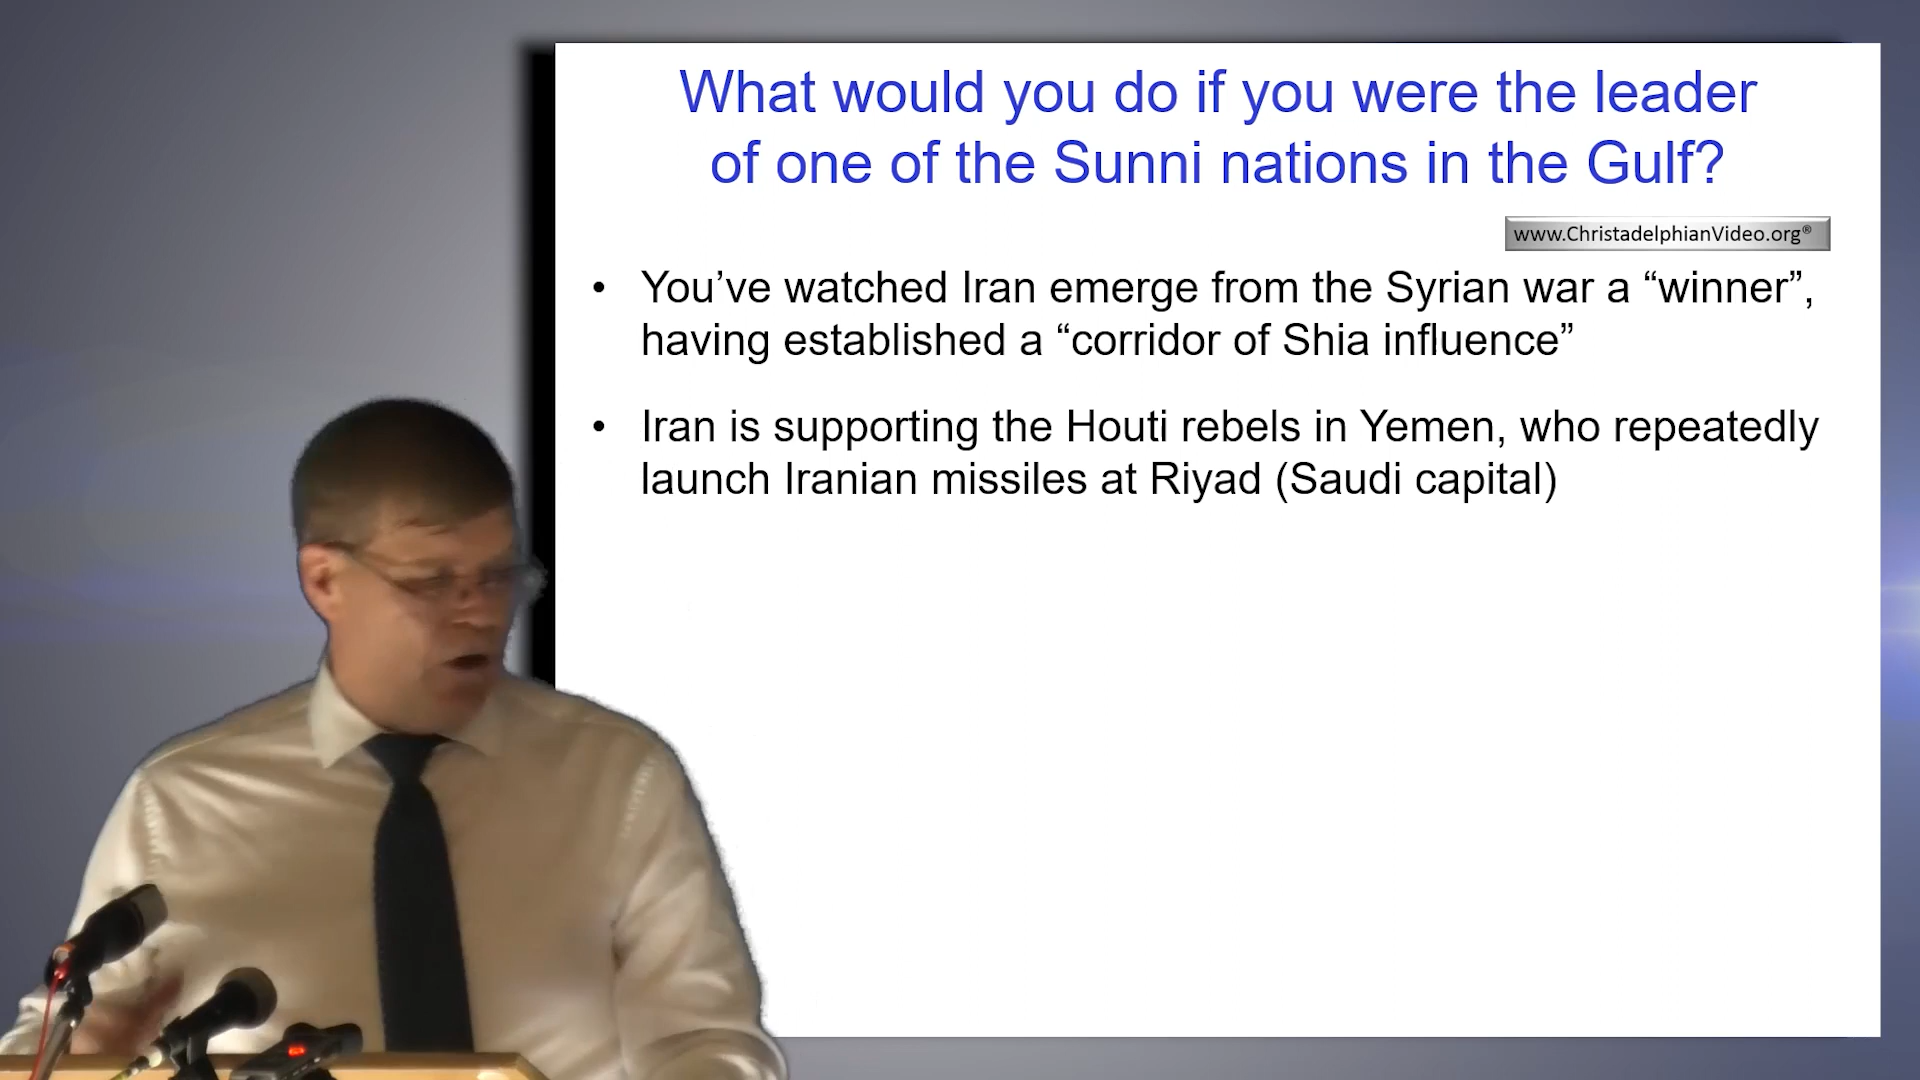 What would you do if you were the leader
of one of the Sunni nations in the Gulf?
www.ChristadelphianVideo.org®
• You’ve watched Iran emerge from the Syrian war a “winner”,
having established a “corridor of Shia influence”
• Iran is supporting the Houti rebels in Yemen, who repeatedly
launch Iranian missiles at Riyad (Saudi capital)